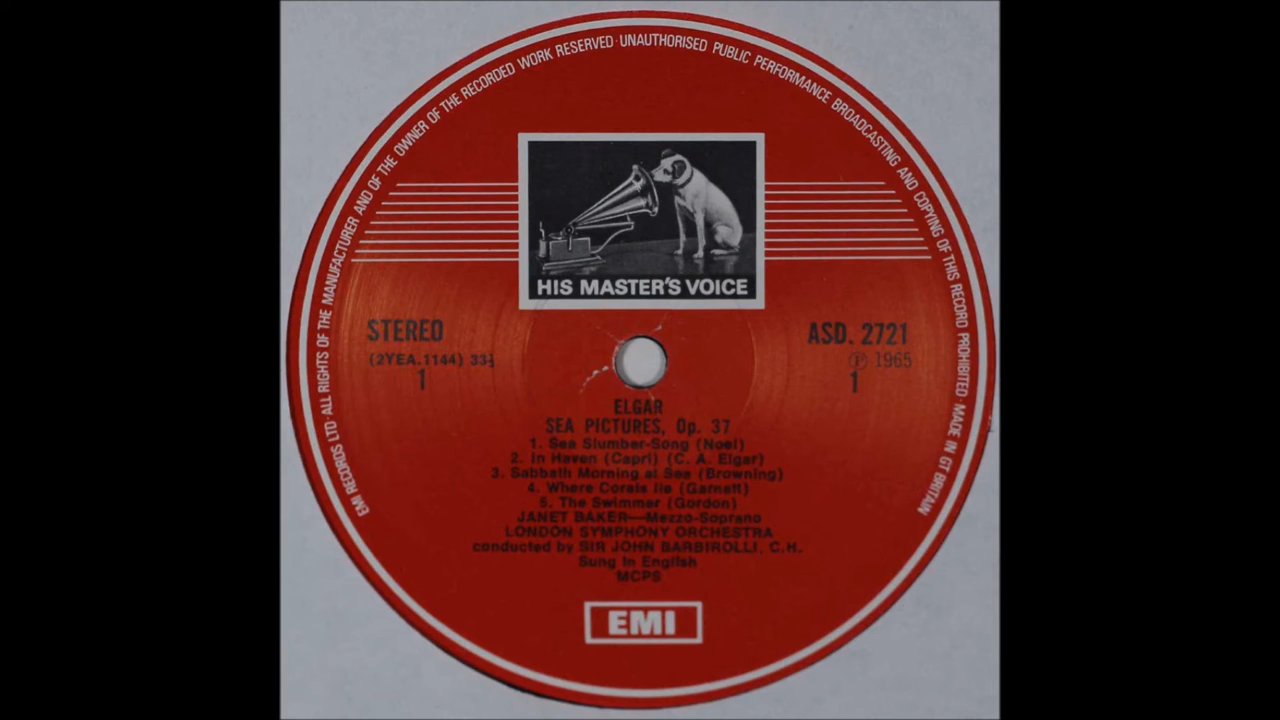 EMI RECORDS LTD · ALL RIGHTS OF THE MANUFACTURER AND OF THE OWNER OF THE RECORDED WORK RESERVED · UNAUTHORISED PUBLIC PERFORMANCE BROADCASTING AND COPYING OF THIS RECORD PROHIBITED · MADE IN GT BRITAIN
HIS MASTER'S VOICE
STEREO
(2YEA.1144) 33⅓
1
ASD. 2721
Ⓟ 1965
1
ELGAR
SEA PICTURES, Op. 37
1. Sea Slumber-Song (Noel)
2. In Haven (Capri) (C. A. Elgar)
3. Sabbath Morning at Sea (Browning)
4. Where Corals lie (Garnett)
5. The Swimmer (Gordon)
JANET BAKER—Mezzo-Soprano
LONDON SYMPHONY ORCHESTRA
conducted by SIR JOHN BARBIROLLI, C.H.
Sung in English
MCPS
EMI